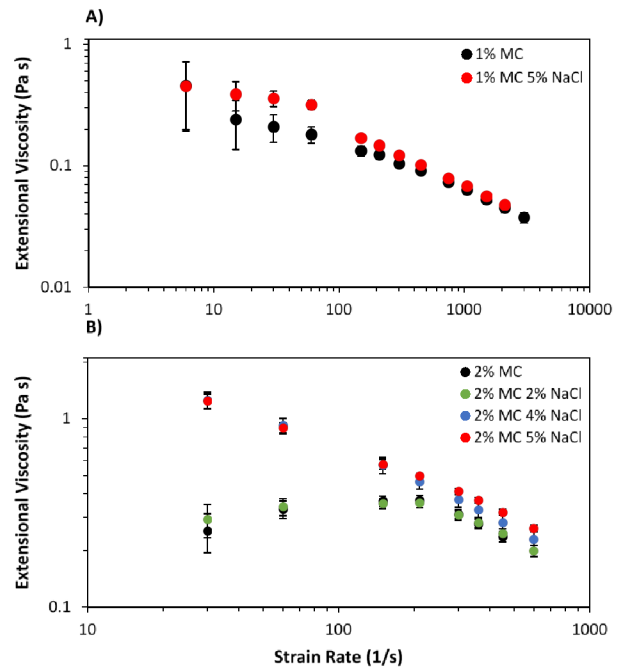 A)
1
0.1
0.01
Extensional Viscosity (Pa s)
1% MC
1% MC 5% NaCl
1 10 100 1000 10000
B)
1
0.1
Extensional Viscosity (Pa s)
2% MC
2% MC 2% NaCl
2% MC 4% NaCl
2% MC 5% NaCl
10 100 1000
Strain Rate (1/s)